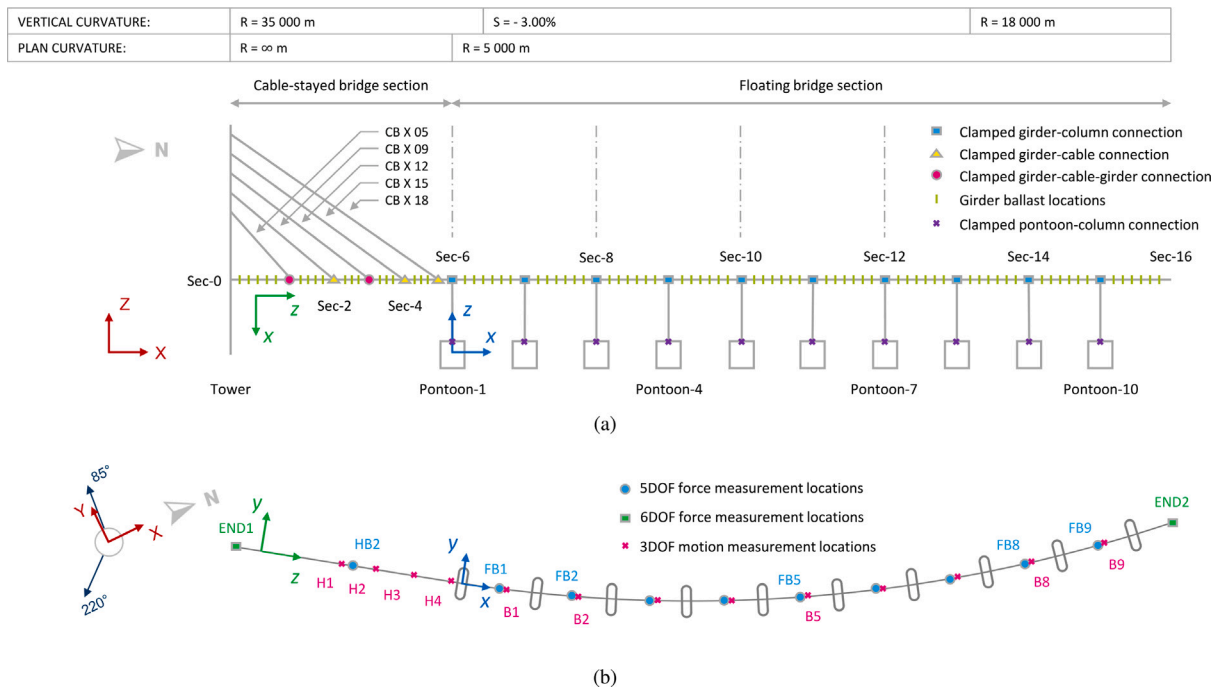 VERTICAL CURVATURE: R = 35 000 m S = - 3.00% R = 18 000 m
PLAN CURVATURE: R = ∞ m R = 5 000 m
Cable-stayed bridge section Floating bridge section
N
CB X 05
CB X 09
CB X 12
CB X 15
CB X 18
Clamped girder-column connection
Clamped girder-cable connection
Clamped girder-cable-girder connection
Girder ballast locations
Clamped pontoon-column connection
Sec-6 Sec-8 Sec-10 Sec-12 Sec-14 Sec-16
Sec-0
Sec-2 Sec-4
Z X
z x
z x
Tower Pontoon-1 Pontoon-4 Pontoon-7 Pontoon-10
(a)
85°
Y X
220°
N
5DOF force measurement locations
6DOF force measurement locations
3DOF motion measurement locations
END1 y z
HB2
H1 H2 H3 H4
y x
FB1 FB2 FB5 FB8 FB9
END2
B1 B2 B5 B8 B9
(b)